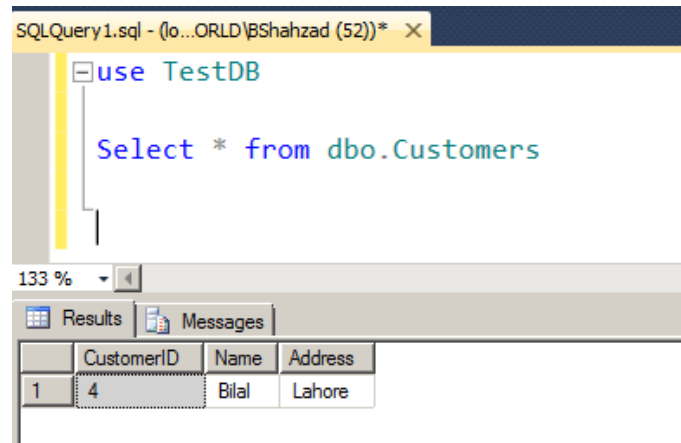 SQLQuery1.sql - (lo...ORLD\BShahzad (52))* ×
use TestDB
Select * from dbo.Customers
133 %
Results Messages
CustomerID Name Address
1 4 Bilal Lahore